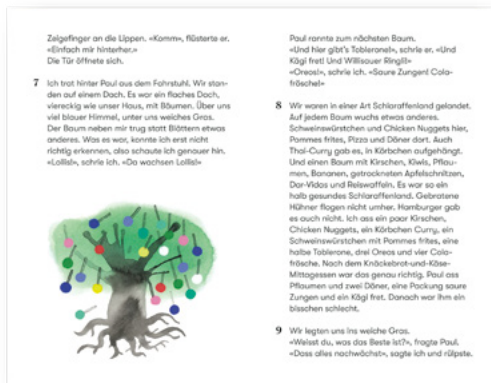 Zeigefinger an die Lippen. «Komm», flüsterte er.
«Einfach mir hinterher.»
Die Tür öffnete sich.
7 Ich trat hinter Paul aus dem Fahrstuhl. Wir stan-
den auf einem Dach. Es war ein flaches Dach,
viereckig wie unser Haus, mit Bäumen. Über uns
viel blauer Himmel, unter uns weiches Gras.
Der Baum neben mir trug statt Blättern etwas
anderes. Was es war, konnte ich erst nicht
richtig erkennen, also schaute ich genauer hin.
«Lollis!», schrie ich. «Da wachsen Lollis!»
Paul rannte zum nächsten Baum.
«Und hier gibt's Toblerone!», schrie er. «Und
Kägi fret! Und Willisauer Ringli!»
«Oreos!», schrie ich. «Saure Zungen! Cola-
frösche!»
8 Wir waren in einer Art Schlaraffenland gelandet.
Auf jedem Baum wuchs etwas anderes.
Schweinswürstchen und Chicken Nuggets hier,
Pommes frites, Pizza und Döner dort. Auch
Thai-Curry gab es, in Körbchen aufgehängt.
Und einen Baum mit Kirschen, Kiwis, Pflau-
men, Bananen, getrockneten Apfelschnitzen,
Dar-Vidas und Reiswaffeln. Es war so ein
halb gesundes Schlaraffenland. Gebratene
Hühner flogen nicht umher. Hamburger gab
es auch nicht. Ich ass ein paar Kirschen,
Chicken Nuggets, ein Körbchen Curry, ein
Schweinswürstchen mit Pommes frites, eine
halbe Toblerone, drei Oreos und vier Cola-
frösche. Nach dem Knäckebrot-und-Käse-
Mittagessen war das genau richtig. Paul ass
Pflaumen und zwei Döner, eine Packung saure
Zungen und ein Kägi fret. Danach war ihm ein
bisschen schlecht.
9 Wir legten uns ins weiche Gras.
«Weisst du, was das Beste ist?», fragte Paul.
«Dass alles nachwächst», sagte ich und rülpste.